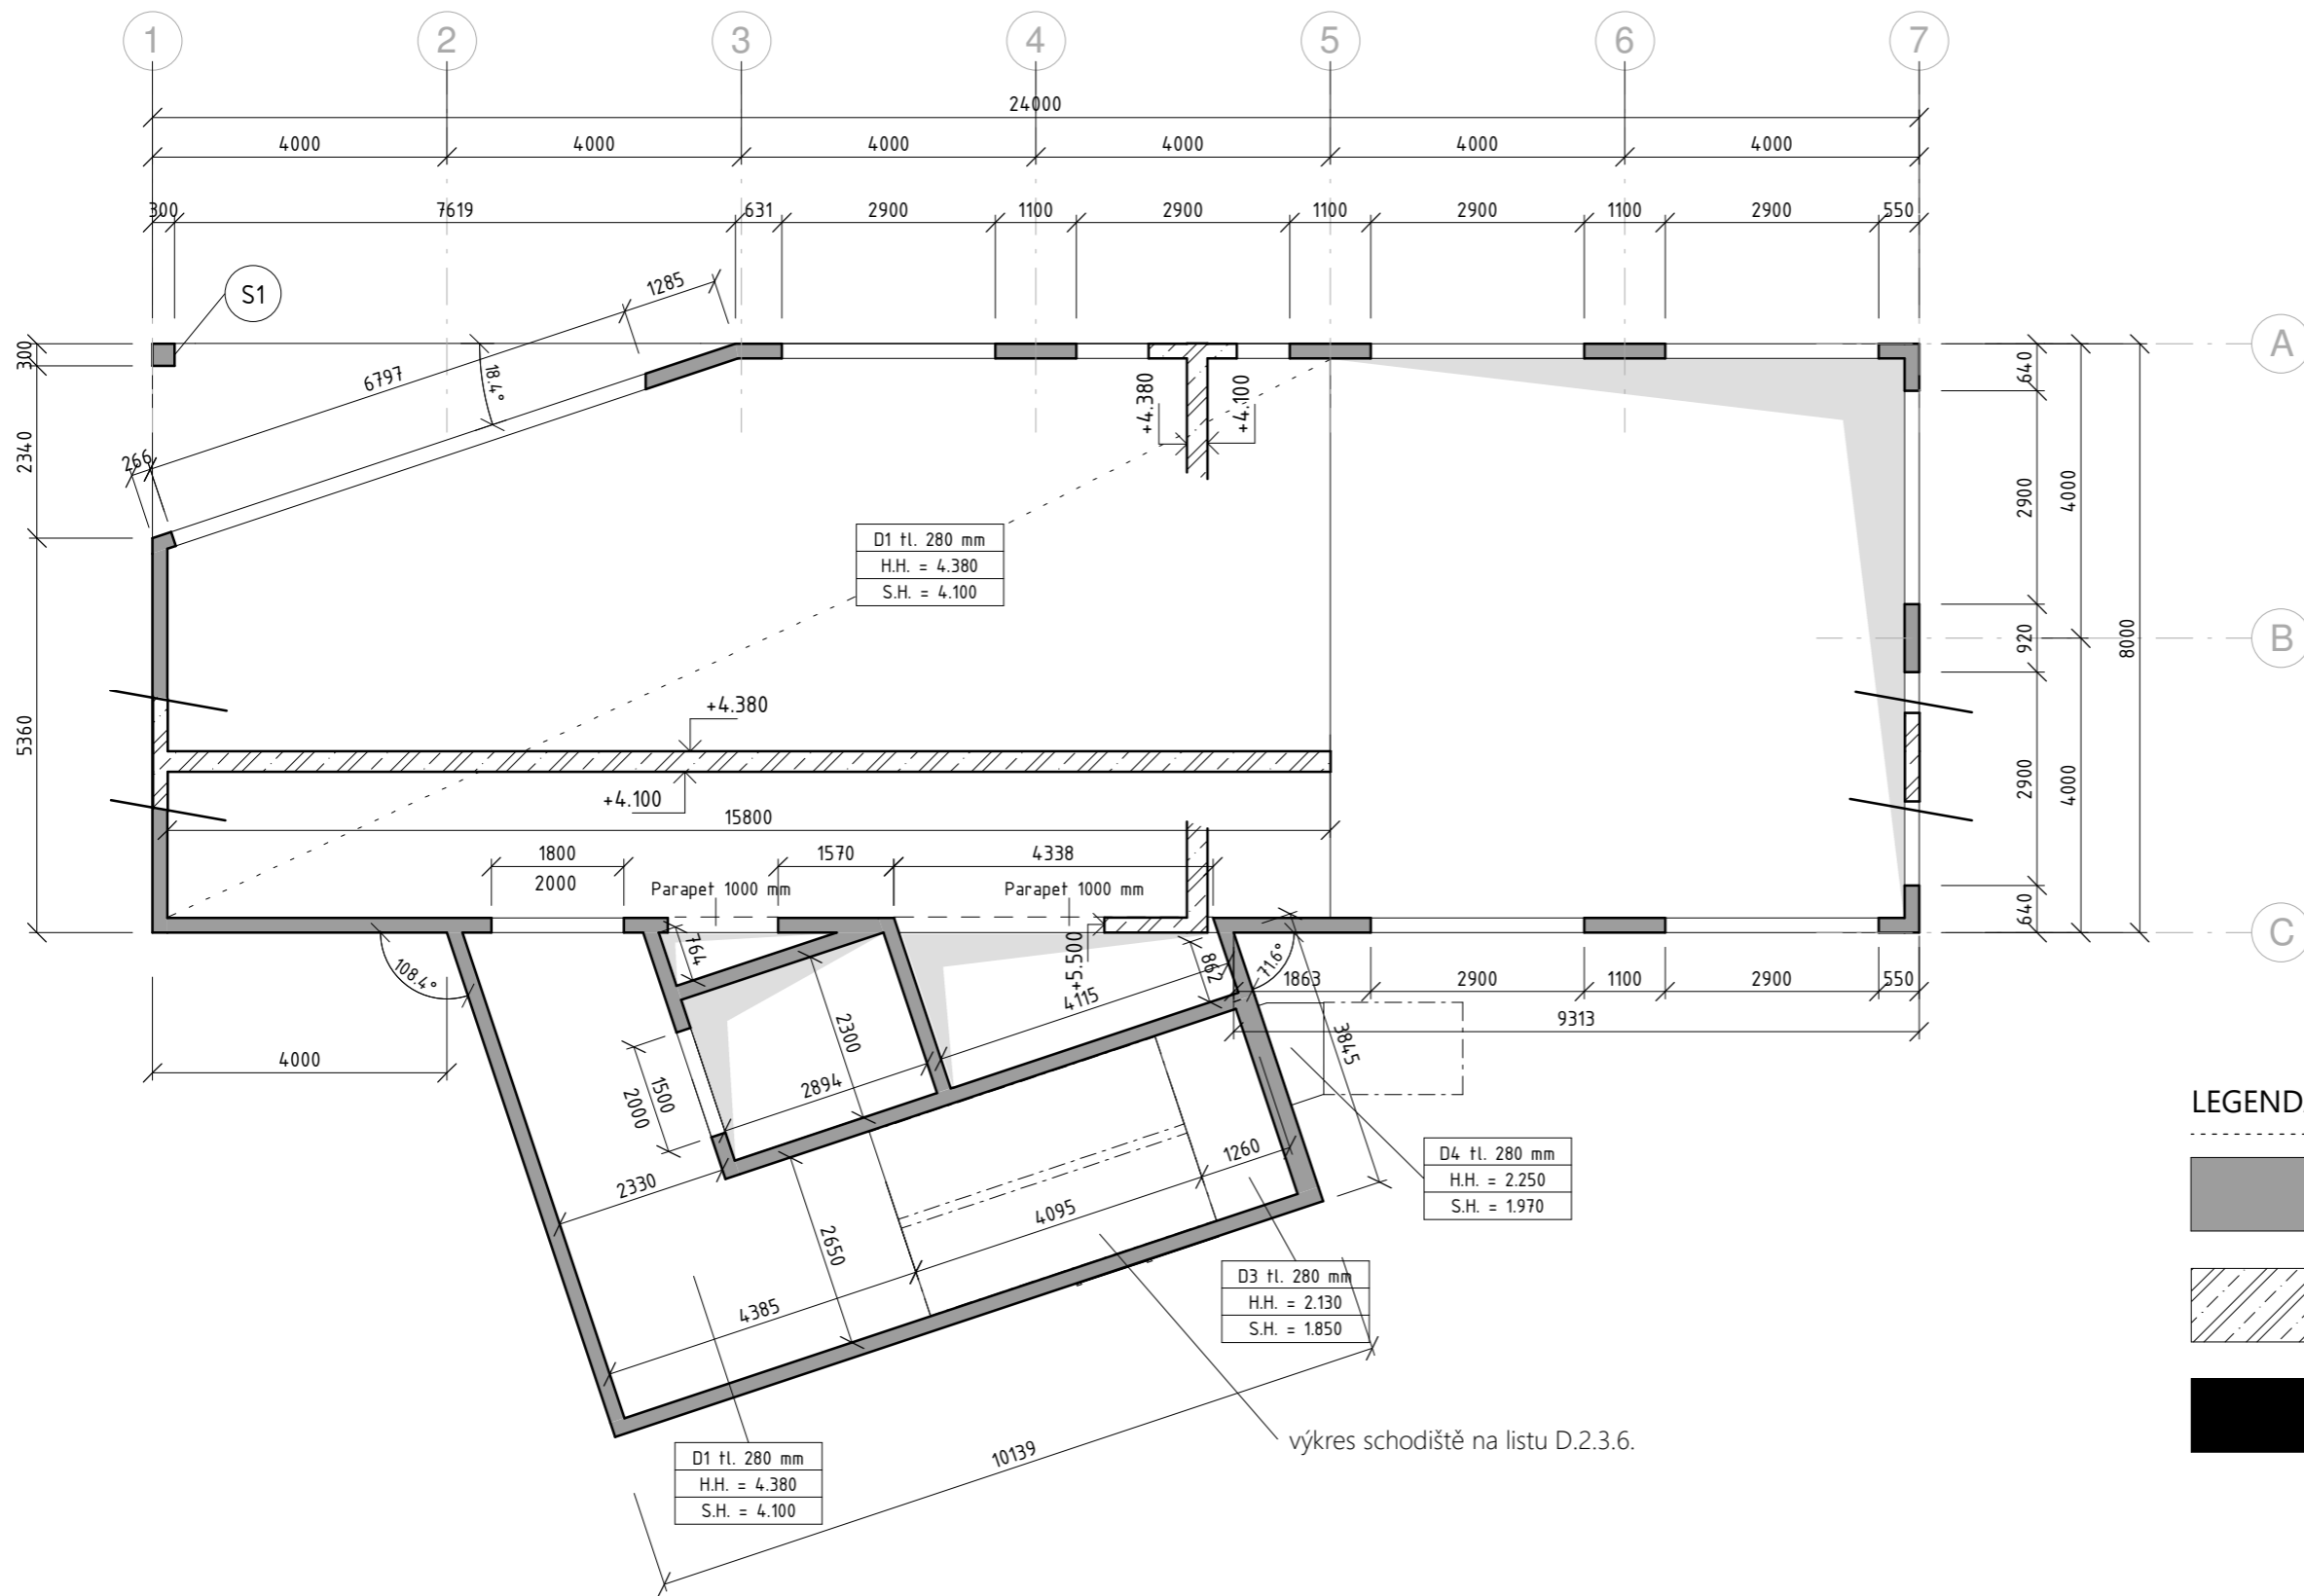 1 2 3 4 5 6 7
24000
4000 4000 4000 4000 4000 4000
300 7619 631 2900 1100 2900 1100 2900 1100 2900 550
S1
1285
6797
18.4°
266
300
2340
5360
+4.380
+4.100
640
2900
920
2900
640
4000
4000
8000
A
B
C
D1 tl. 280 mm
H.H. = 4.380
S.H. = 4.100
+4.380
+4.100
15800
1800
2000
1570
4338
Parapet 1000 mm
Parapet 1000 mm
+5.500
108.4°
764
862
71.6°
1863 2900 1100 2900 550
9313
4000
4115
2300
3845
2894
1500
2000
2330
1260
4095
2650
4385
10139
D4 tl. 280 mm
H.H. = 2.250
S.H. = 1.970
D3 tl. 280 mm
H.H. = 2.130
S.H. = 1.850
D1 tl. 280 mm
H.H. = 4.380
S.H. = 4.100
výkres schodiště na listu D.2.3.6.
LEGEND